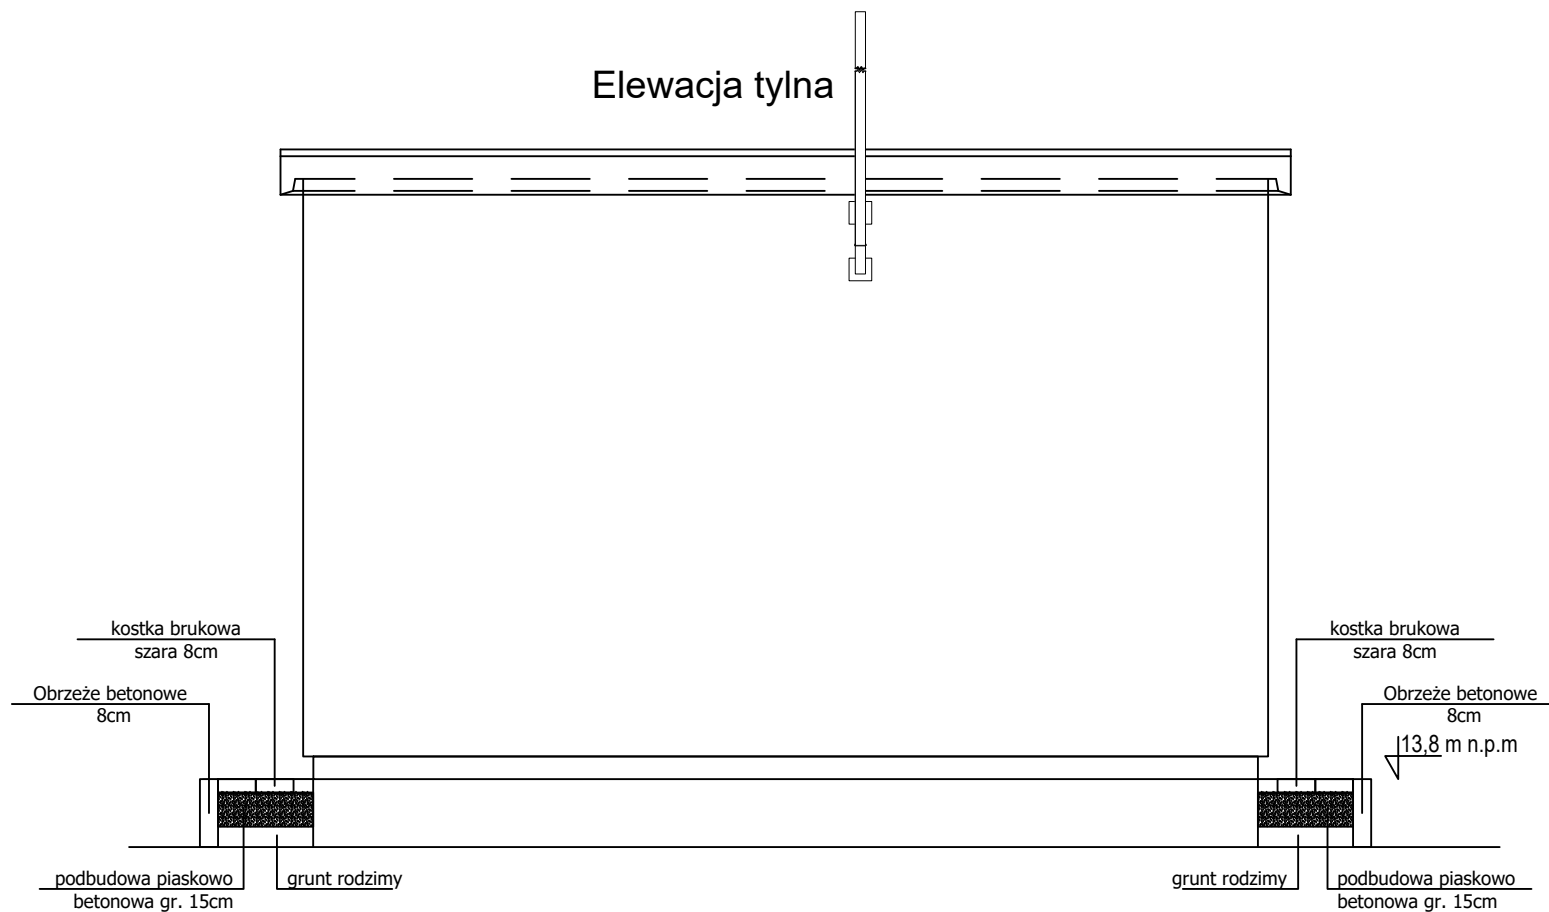 Elewacja tylna
kostka brukowa
szara 8cm
Obrzeże betonowe
8cm
kostka brukowa
szara 8cm
Obrzeże betonowe
8cm
13,8 m n.p.m
podbudowa piaskowo
betonowa gr. 15cm
grunt rodzimy
grunt rodzimy
podbudowa piaskowo
betonowa gr. 15cm